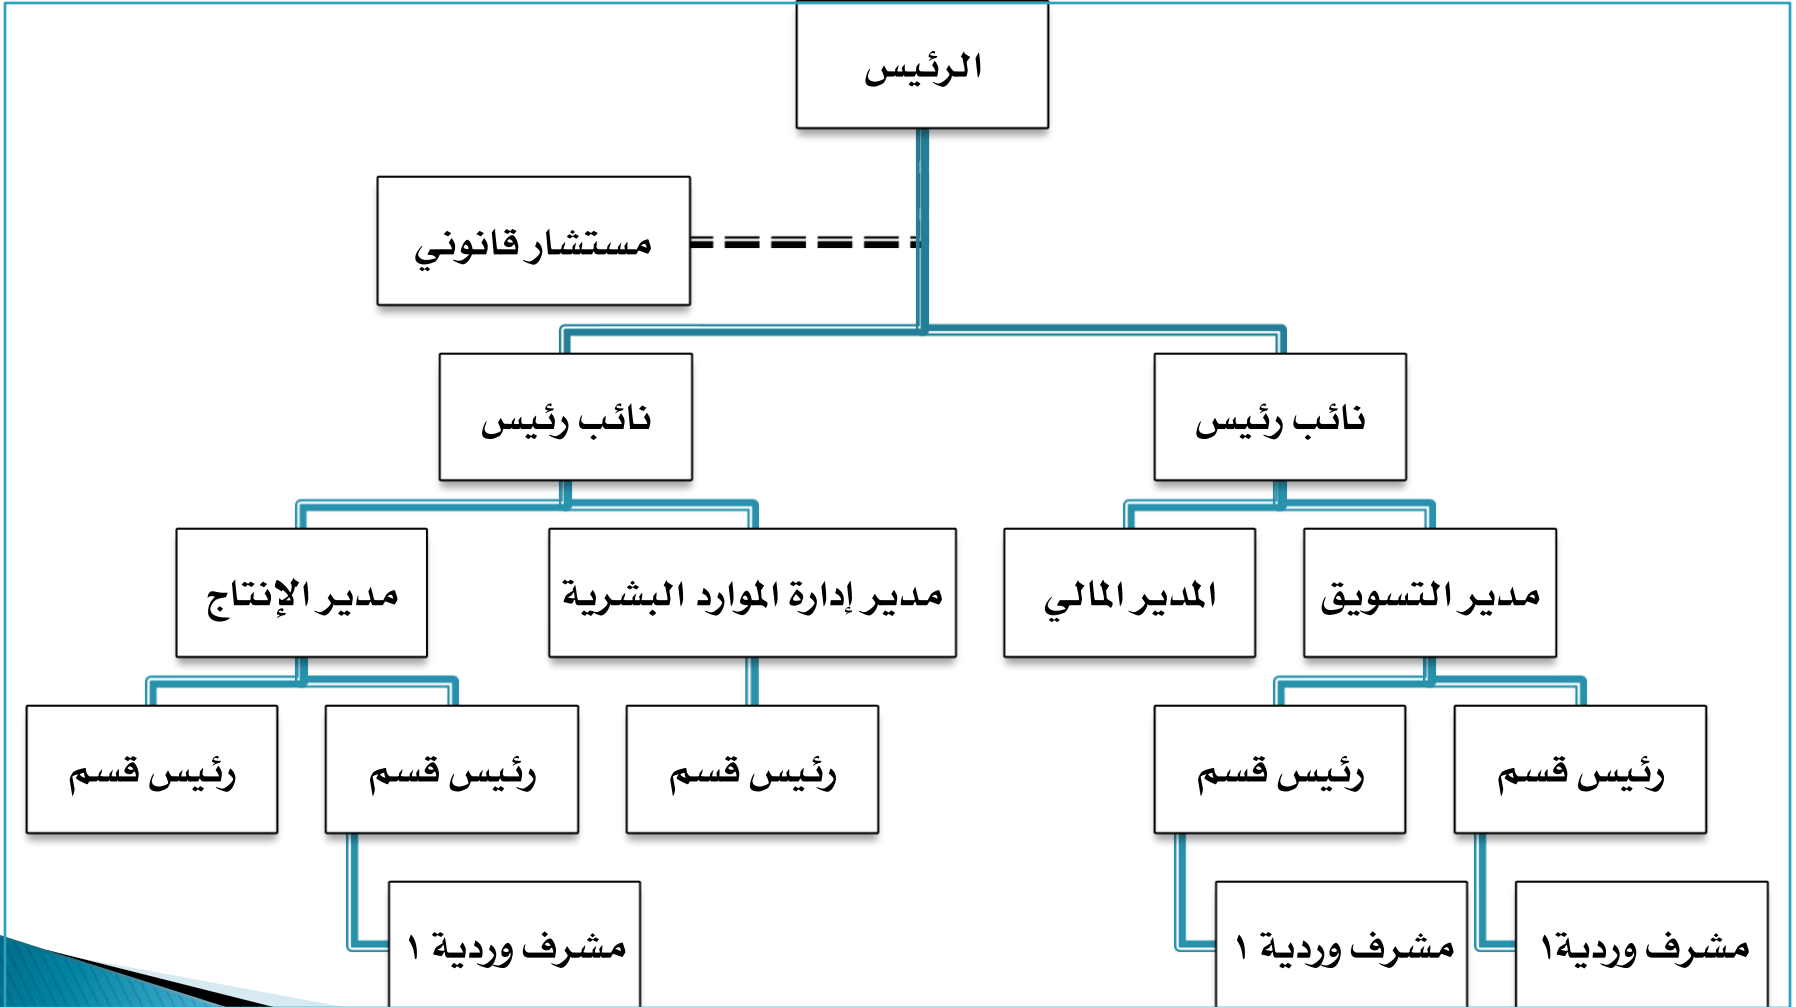 الرئيس
مستشار قانوني
نائب رئيس
نائب رئيس
مدير التسويق
المدير المالي
مدير إدارة الموارد البشرية
مدير الإنتاج
رئيس قسم
رئيس قسم
رئيس قسم
رئيس قسم
رئيس قسم
مشرف وردية١
مشرف وردية ١
مشرف وردية ١